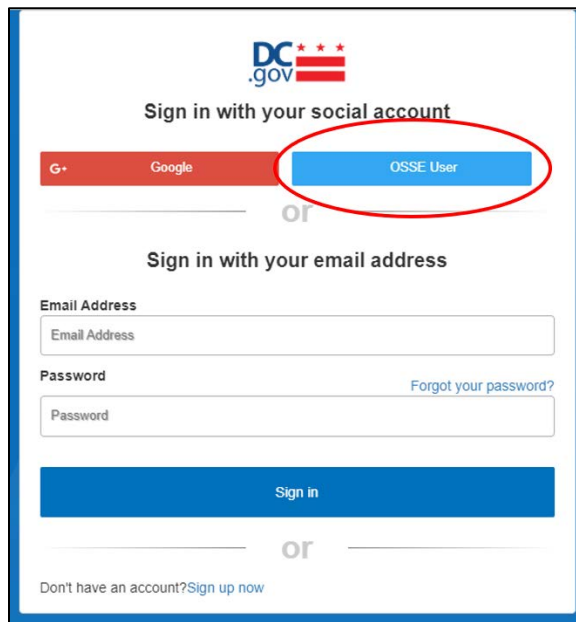 DC
.gov
Sign in with your social account
G+ Google
OSSE User
or
Sign in with your email address
Email Address
Email Address
Password
Forgot your password?
Password
Sign in
or
Don't have an account?Sign up now